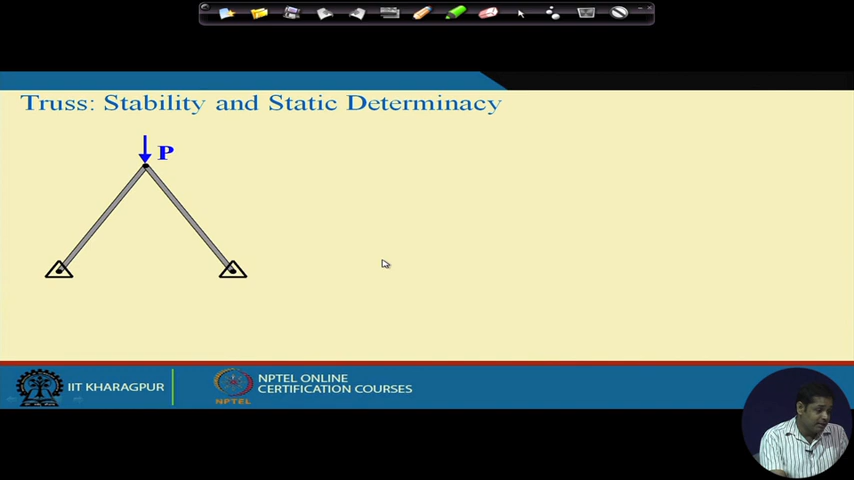 Truss: Stability and Static Determinacy
P
IIT KHARAGPUR
NPTEL
NPTEL ONLINE
CERTIFICATION COURSES